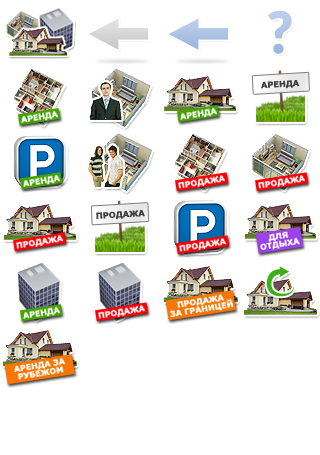 ?
АРЕНДА
АРЕНДА
АРЕНДА
P
АРЕНДА
ПРОДАЖА
ПРОДАЖА
ПРОДАЖА
ПРОДАЖА
P
ПРОДАЖА
ДЛЯ
ОТДЫХА
АРЕНДА
ПРОДАЖА
ПРОДАЖА
ЗА ГРАНИЦЕЙ
АРЕНДА ЗА
РУБЕЖОМ